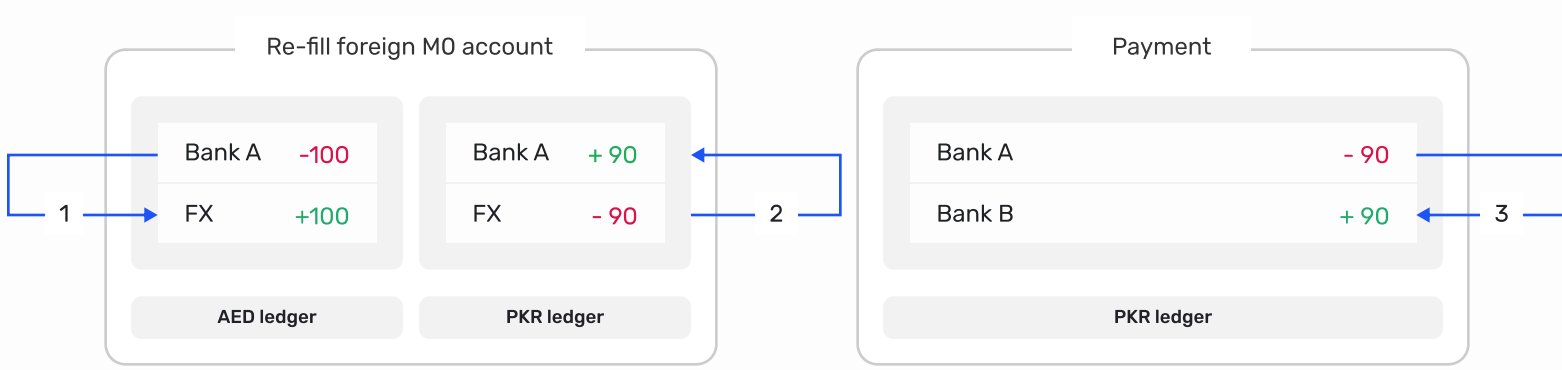 Re-fill foreign M0 account
Bank A -100
FX +100
1
AED ledger
Bank A + 90
FX - 90
2
PKR ledger
Payment
Bank A - 90
Bank B + 90
3
PKR ledger